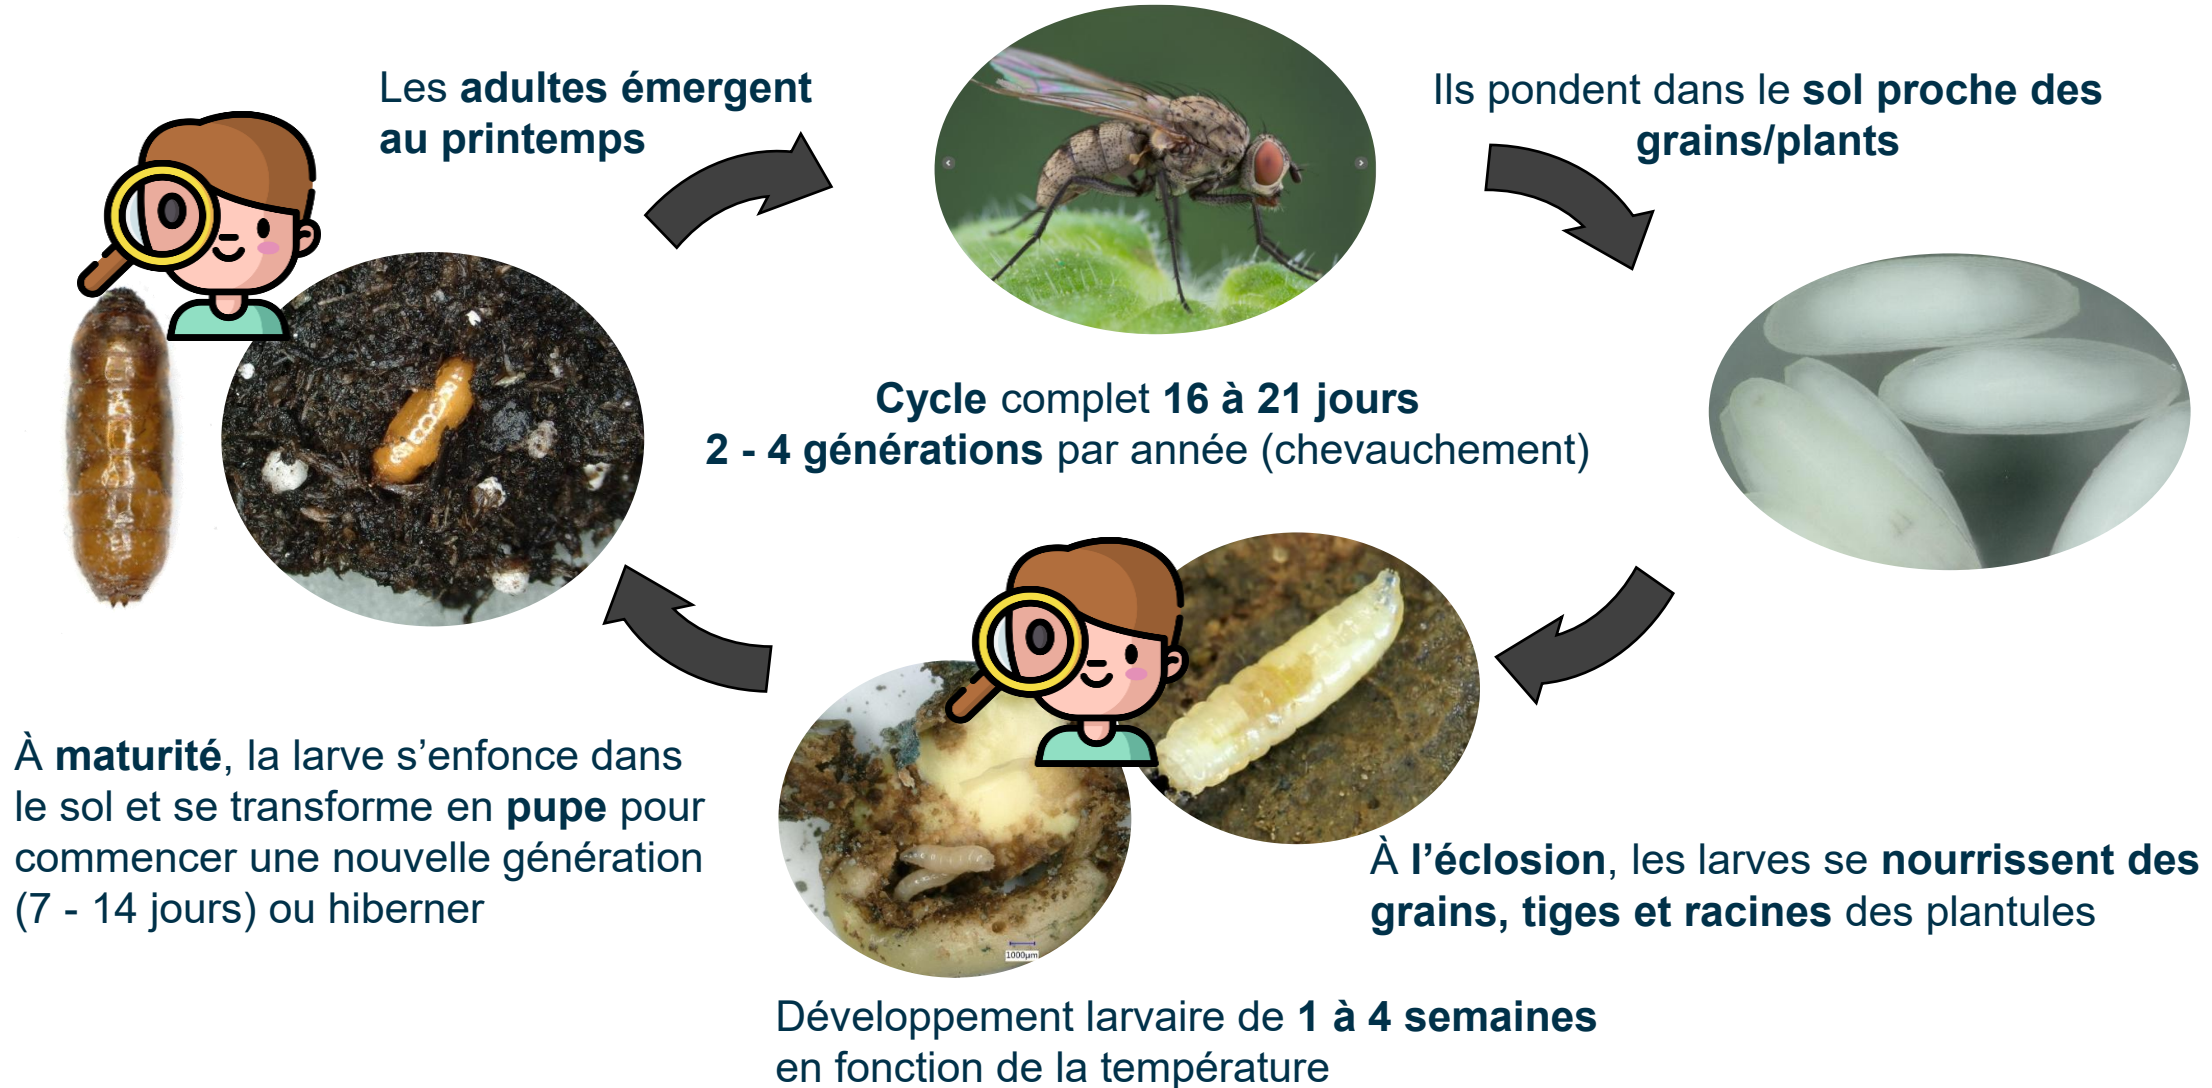 Les adultes émergent
au printemps
Ils pondent dans le sol proche des
grains/plants
Cycle complet 16 à 21 jours
2 - 4 générations par année (chevauchement)
À maturité, la larve s’enfonce dans
le sol et se transforme en pupe pour
commencer une nouvelle génération
(7 - 14 jours) ou hiberner
À l’éclosion, les larves se nourrissent des
grains, tiges et racines des plantules
1000µm
Développement larvaire de 1 à 4 semaines
en fonction de la température